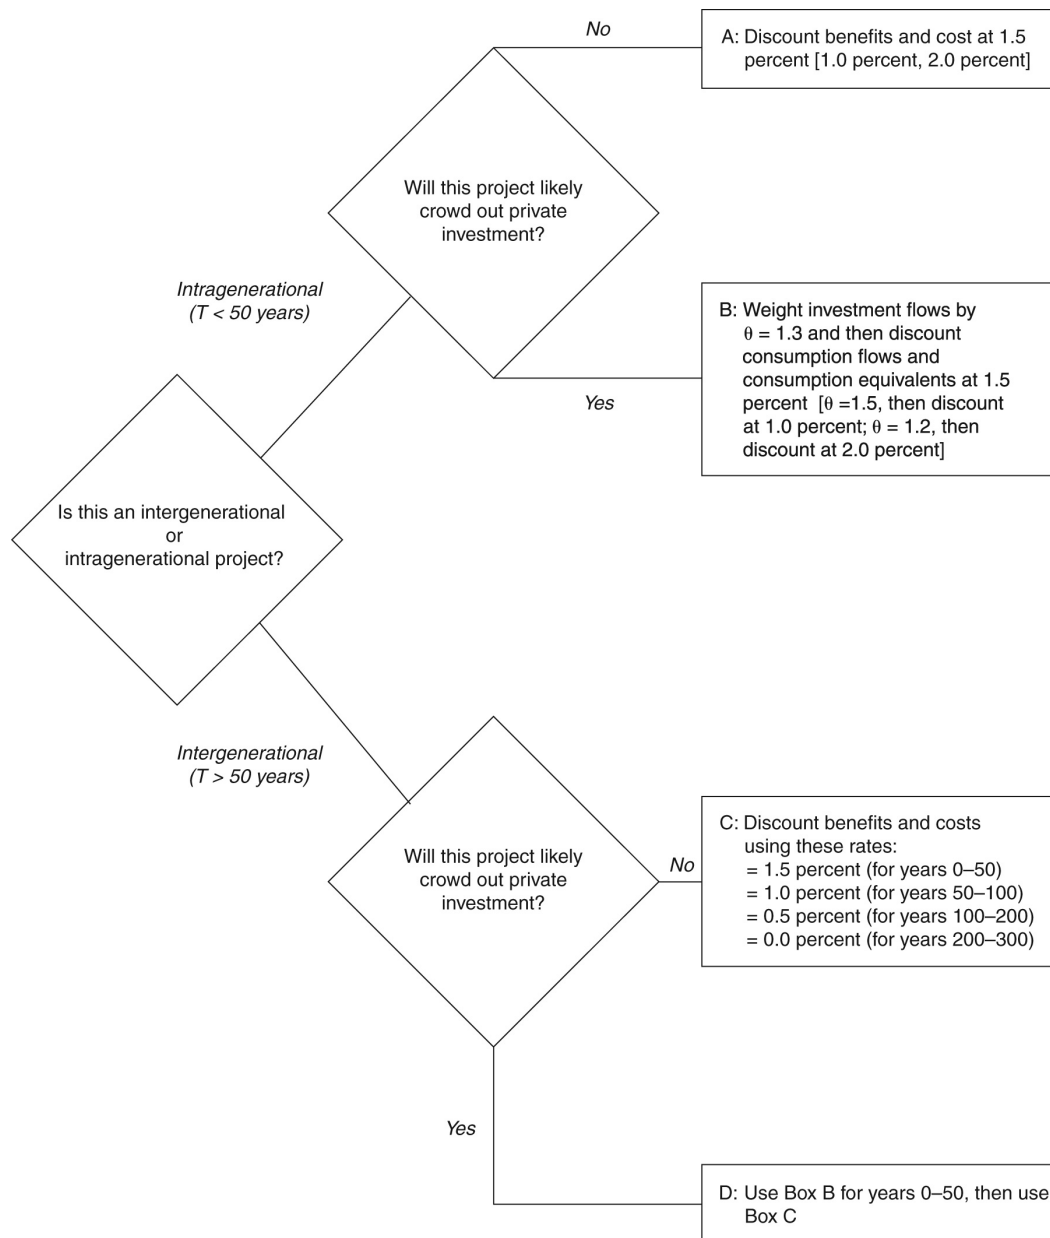 No
A: Discount benefits and cost at 1.5
percent [1.0 percent, 2.0 percent]
Will this project likely
crowd out private
investment?
Intragenerational
(T < 50 years)
B: Weight investment flows by
θ = 1.3 and then discount
consumption flows and
consumption equivalents at 1.5
percent [θ =1.5, then discount
at 1.0 percent; θ = 1.2, then
discount at 2.0 percent]
Yes
Is this an intergenerational
or
intragenerational project?
Intergenerational
(T > 50 years)
Will this project likely
crowd out private
investment?
No
C: Discount benefits and costs
using these rates:
= 1.5 percent (for years 0–50)
= 1.0 percent (for years 50–100)
= 0.5 percent (for years 100–200)
= 0.0 percent (for years 200–300)
Yes
D: Use Box B for years 0–50, then use
Box C